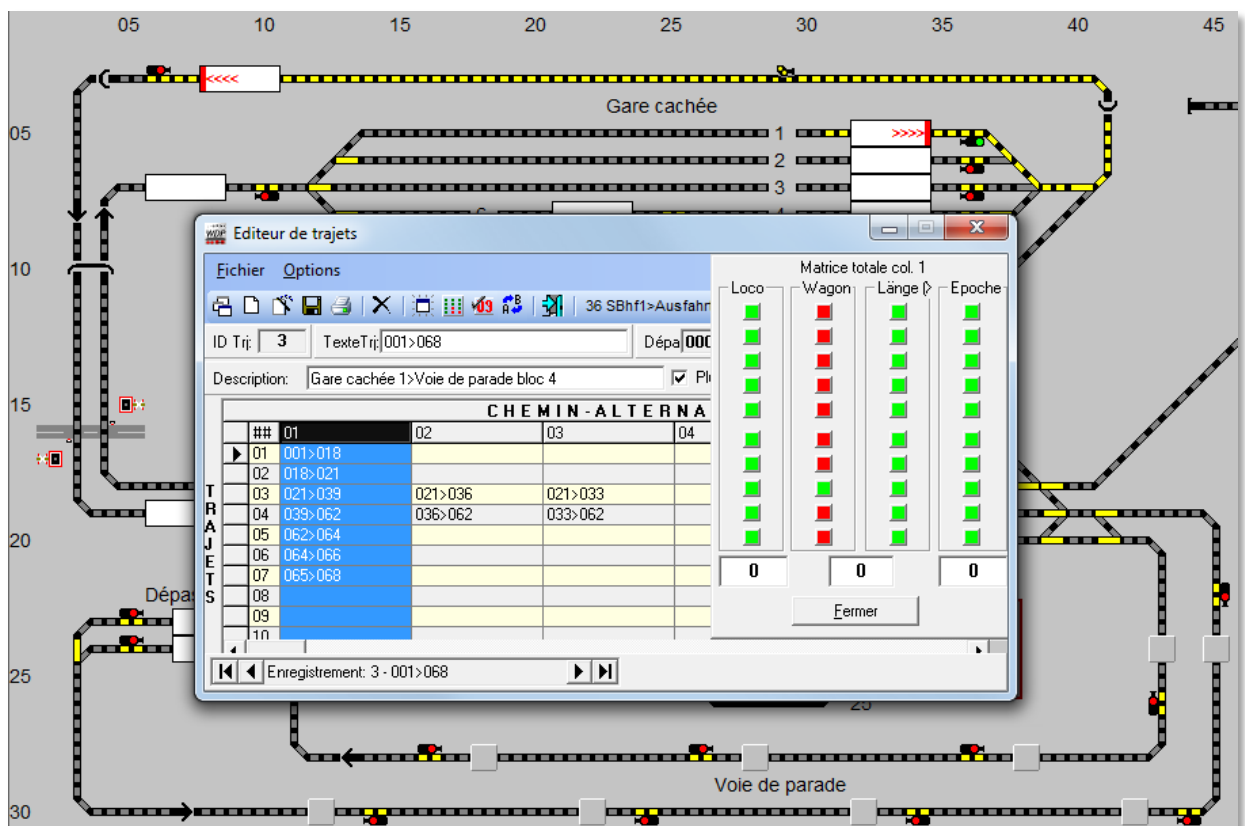 05 10 15 20 25 30 35 40 45
<<<<
Gare cachée
05
1 >>>>
2
3
4
Editeur de trajets
10
Fichier Options
Matrice totale col. 1
Loco Wagon Länge (> Epoche
36 SBhf1>Ausfahr
ID Trj: 3 TexteTrj: 001>068 Dépa 000
Description: Gare cachée 1>Voie de parade bloc 4
15
CHEMIN-ALTERNA
## 01 02 03 04
01 001>018
02 018>021
03 021>039 021>036 021>033
04 039>062 036>062 033>062
05 062>064
06 064>066
07 065>068
08
09
10
TRAJETS
20
0 0 0
Fermer
Dépas
Enregistrement: 3 - 001>068
25
25
Voie de parade
30